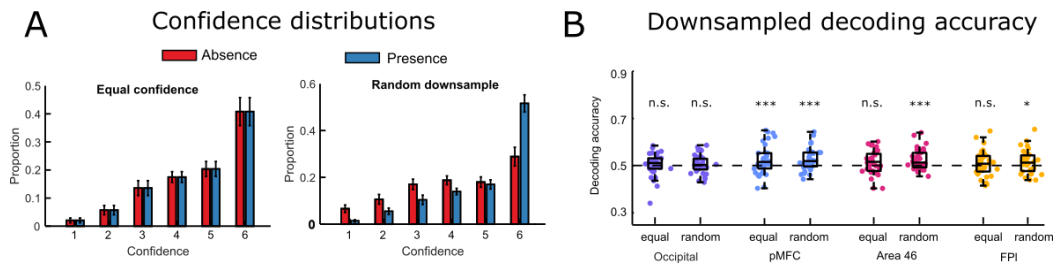 A
Confidence distributions
Absence
Presence
Equal confidence
Proportion
0.5
0.4
0.3
0.2
0.1
0
1 2 3 4 5 6
Confidence
Random downsample
Proportion
0.4
0.2
0
1 2 3 4 5 6
Confidence
B
Downsampled decoding accuracy
Decoding accuracy
0.9
0.7
0.5
0.3
n.s. n.s. *** *** n.s. *** n.s. *
equal random equal random equal random equal random
Occipital pMFC Area 46 FPl